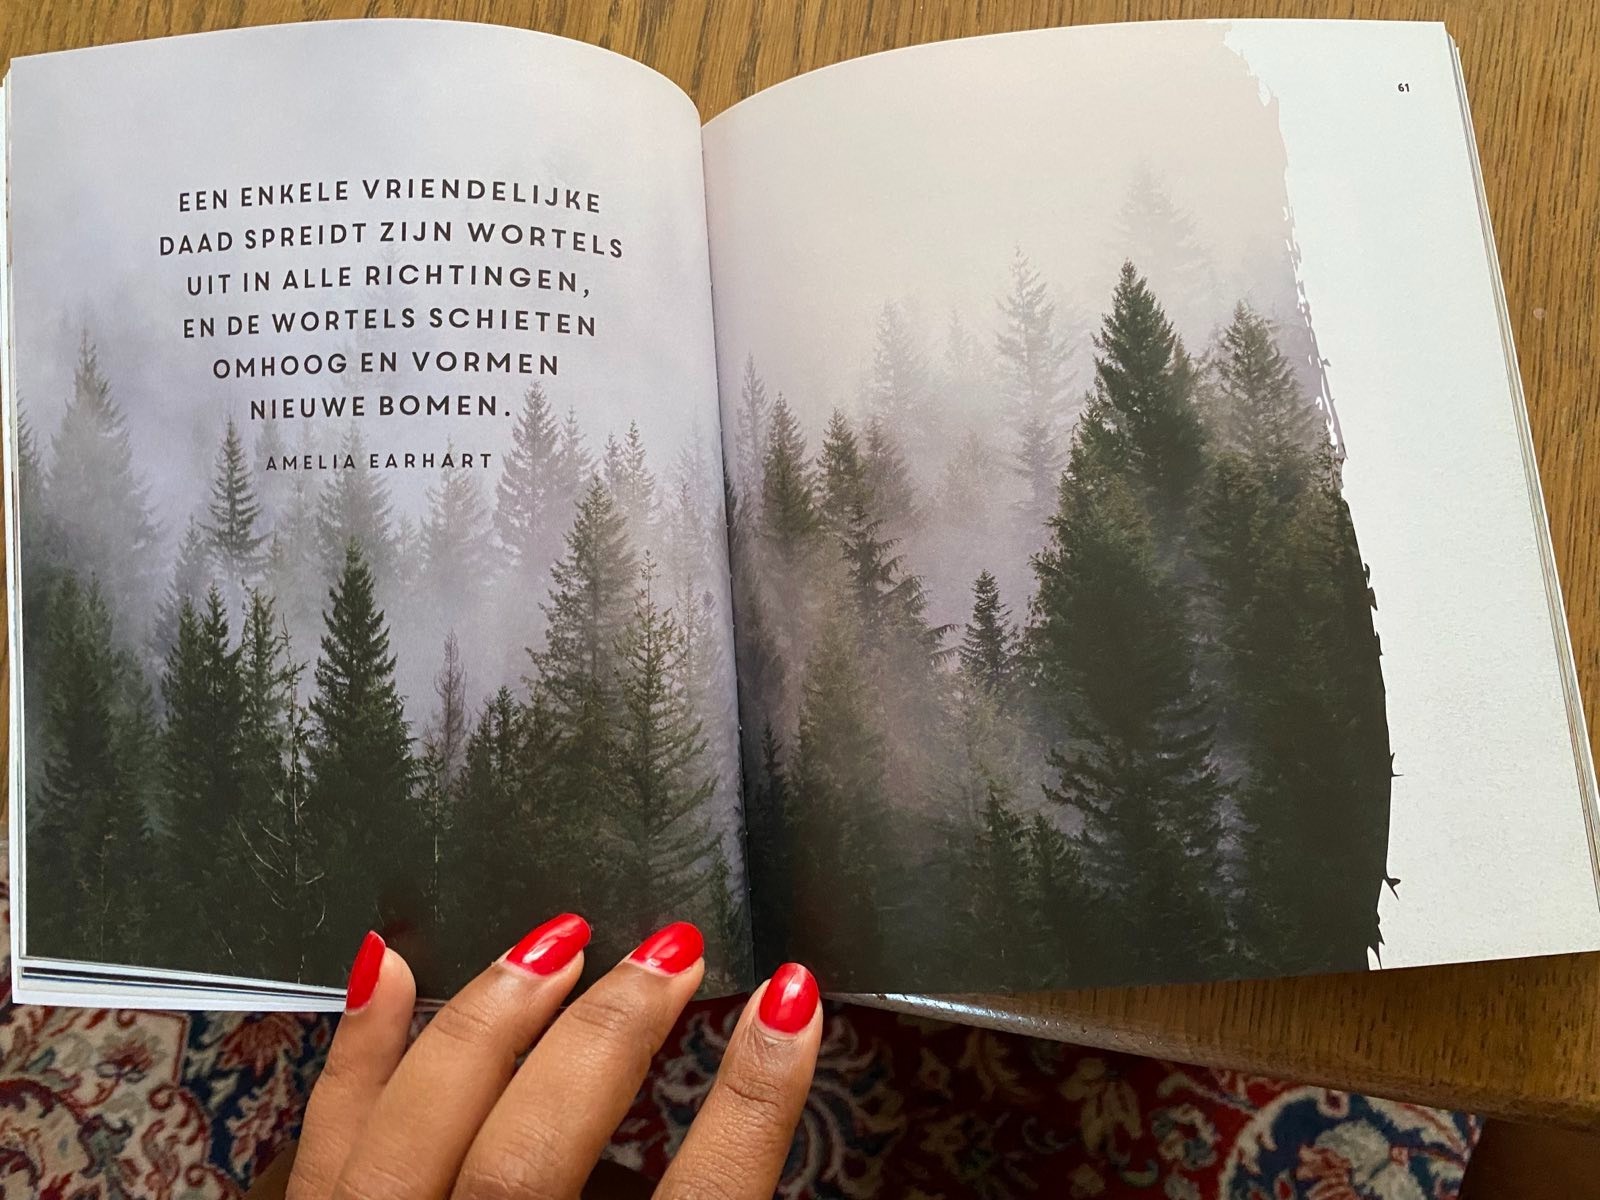 EEN ENKELE VRIENDELIJKE
DAAD SPREIDT ZIJN WORTELS
UIT IN ALLE RICHTINGEN,
EN DE WORTELS SCHIETEN
OMHOOG EN VORMEN
NIEUWE BOMEN.
AMELIA EARHART
61